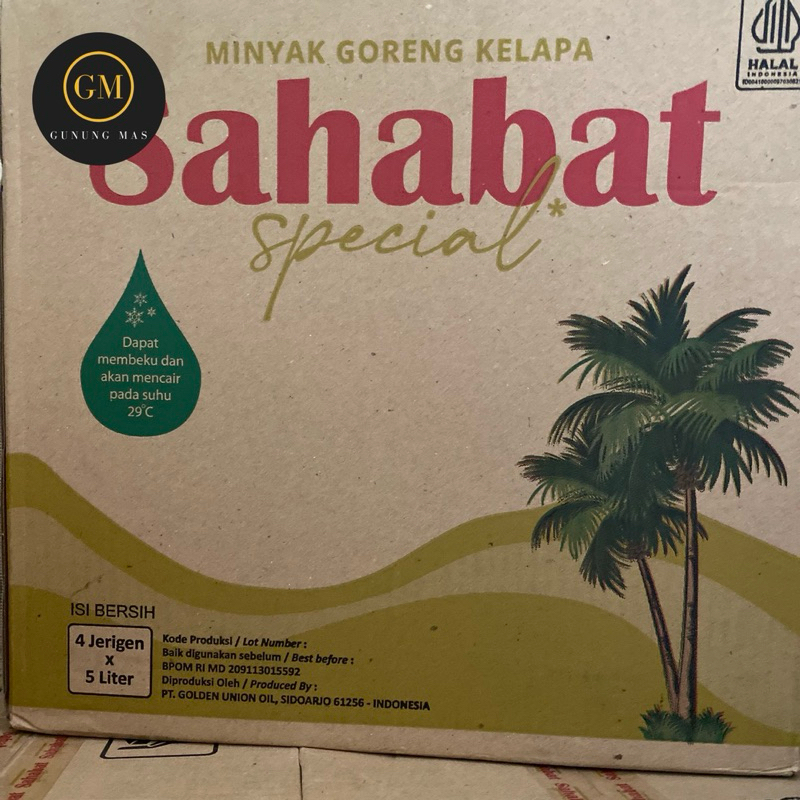 MINYAK GORENG KELAPA
HALAL
INDONESIA
GM
GUNUNG MAS
Sahabat
special*
Dapat
membeku dan
akan mencair
pada suhu
29°C
ISI BERSIH
4 Jerigen
x
5 Liter
Kode Produksi / Lot Number :
Baik digunakan sebelum / Best before :
BPOM RI MD 209113015592
Diproduksi Oleh / Produced By :
PT. GOLDEN UNION OIL, SIDOARJO 61256 - INDONESIA
Sahabat